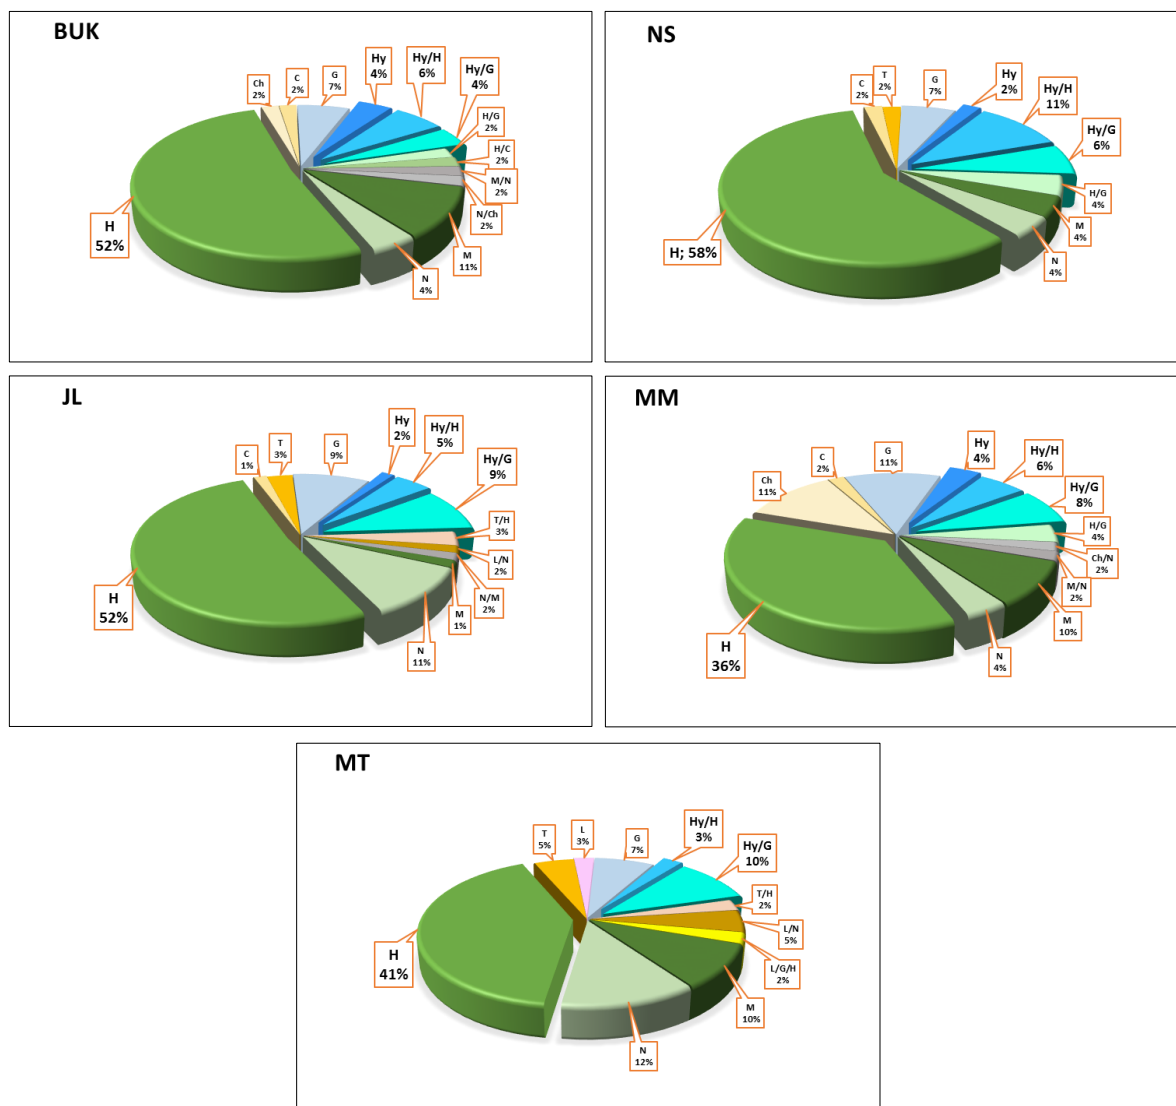 BUK
Ch
2%
C
2%
G
7%
Hy
4%
Hy/H
6%
Hy/G
4%
H/G
2%
H/C
2%
M/N
2%
N/Ch
2%
M
11%
N
4%
H
52%
NS
C
2%
T
2%
G
7%
Hy
2%
Hy/H
11%
Hy/G
6%
H/G
4%
M
4%
N
4%
H; 58%
JL
C
1%
T
3%
G
9%
Hy
2%
Hy/H
5%
Hy/G
9%
T/H
3%
L/N
2%
N/M
2%
M
1%
N
11%
H
52%
MM
Ch
11%
C
2%
G
11%
Hy
4%
Hy/H
6%
Hy/G
8%
H/G
4%
Ch/N
2%
M/N
2%
M
10%
N
4%
H
36%
MT
T
5%
L
3%
G
7%
Hy/H
3%
Hy/G
10%
T/H
2%
L/N
5%
L/G/H
2%
M
10%
N
12%
H
41%